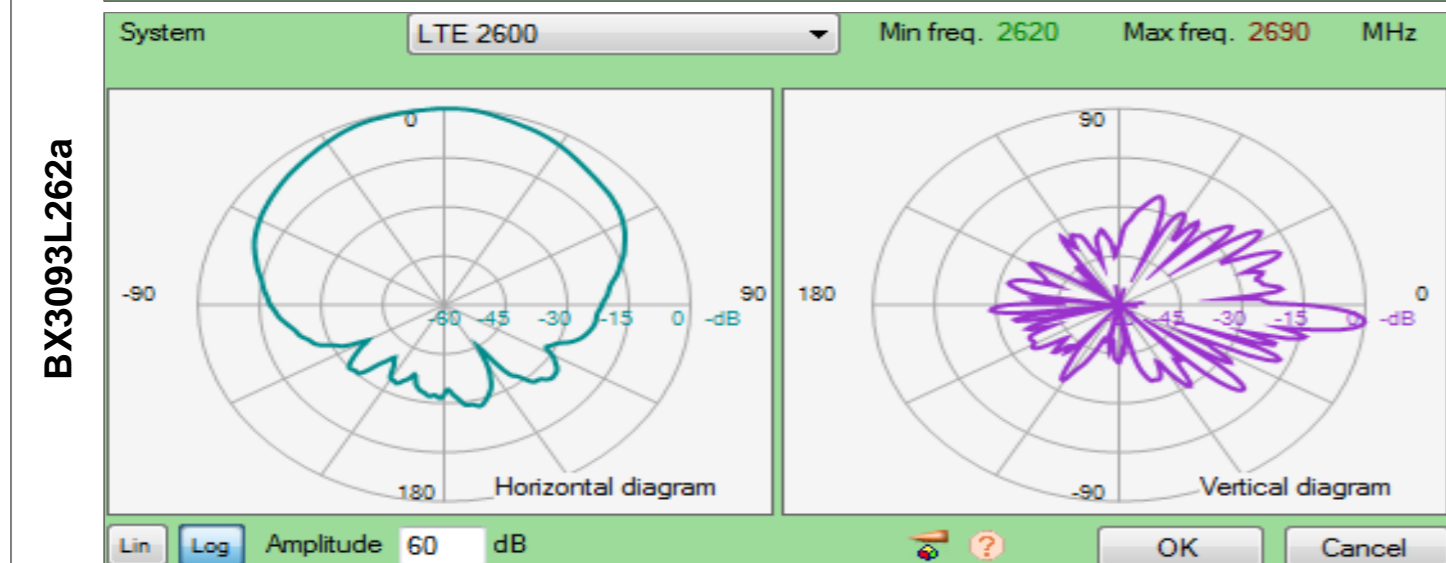 BX3093L262a
System LTE 2600 Min freq. 2620 Max freq. 2690 MHz
0
-90 90
-60 -45 -30 -15 0 -dB
180
Horizontal diagram
90
180 0
-45 -30 -15 0 -dB
-90
Vertical diagram
Lin Log Amplitude 60 dB ? OK Cancel